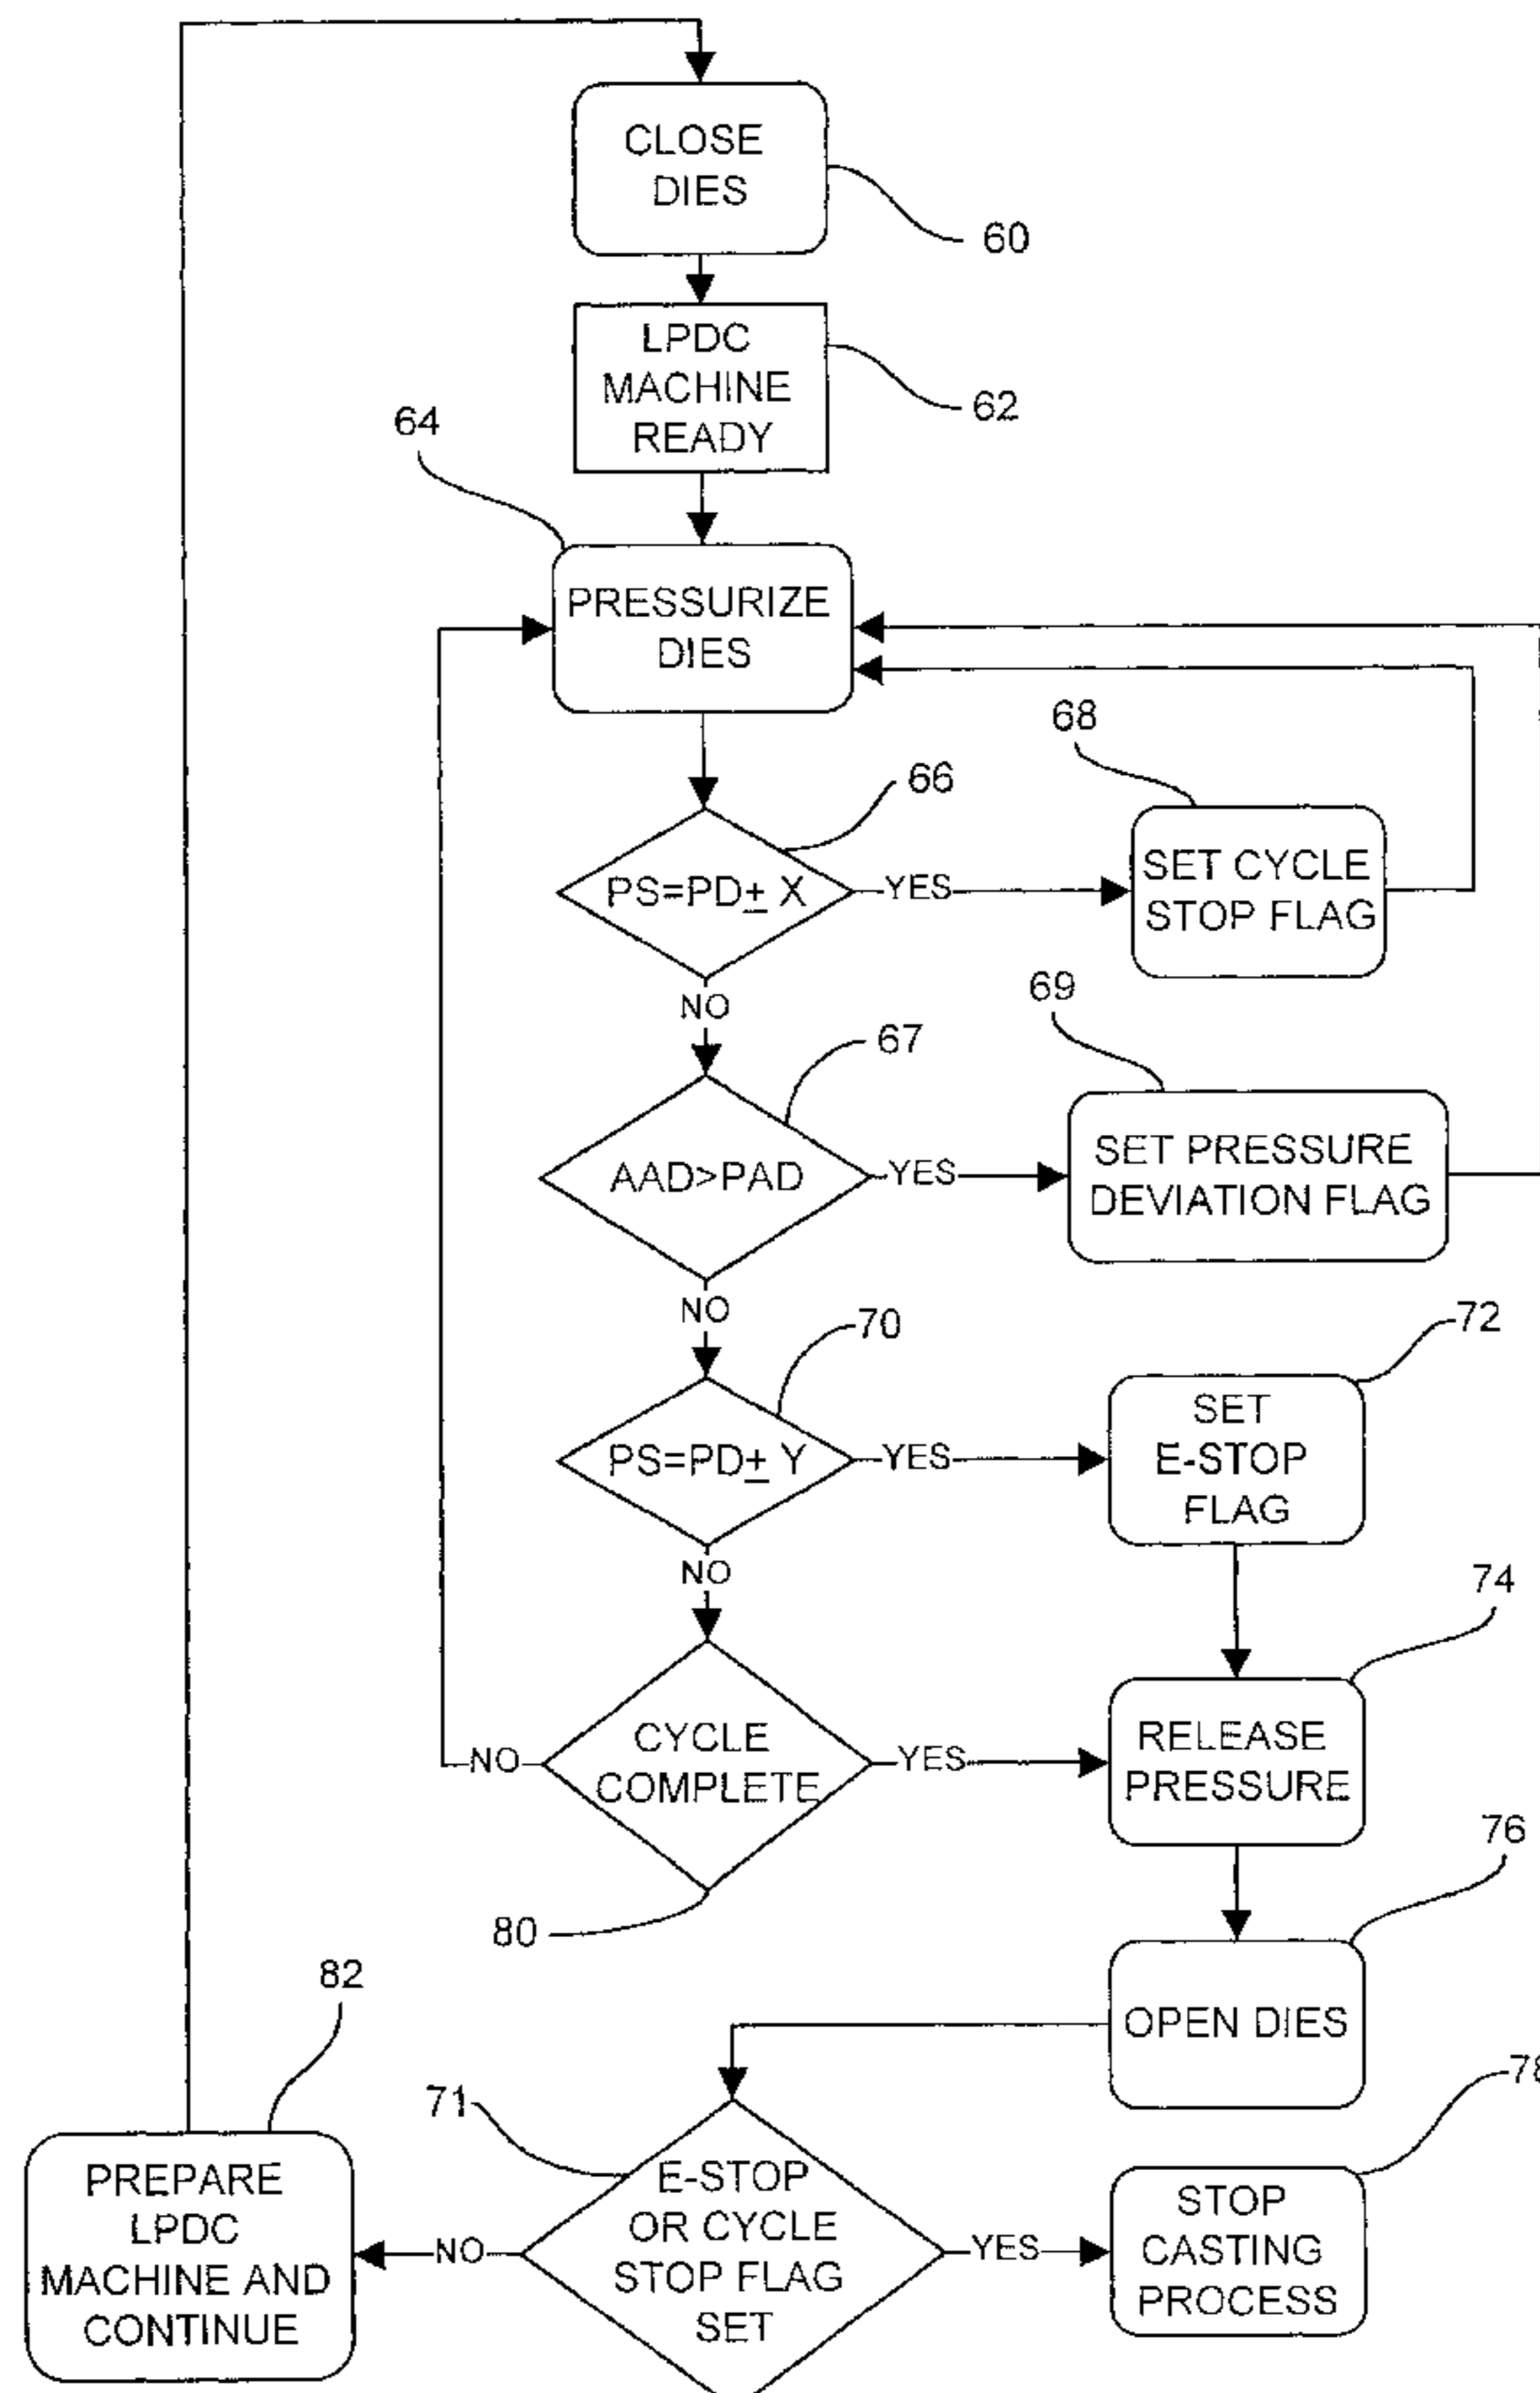 CLOSE
DIES
60
LPDC
MACHINE
READY
62
64
PRESSURIZE
DIES
66
PS=PD± X
YES
68
SET CYCLE
STOP FLAG
NO
67
AAD>PAD
YES
69
SET PRESSURE
DEVIATION FLAG
NO
70
PS=PD± Y
YES
72
SET
E-STOP
FLAG
NO
74
CYCLE
COMPLETE
NO
YES
RELEASE
PRESSURE
80
76
OPEN DIES
82
71
78
E-STOP
OR CYCLE
STOP FLAG
SET
NO
YES
PREPARE
LPDC
MACHINE AND
CONTINUE
STOP
CASTING
PROCESS